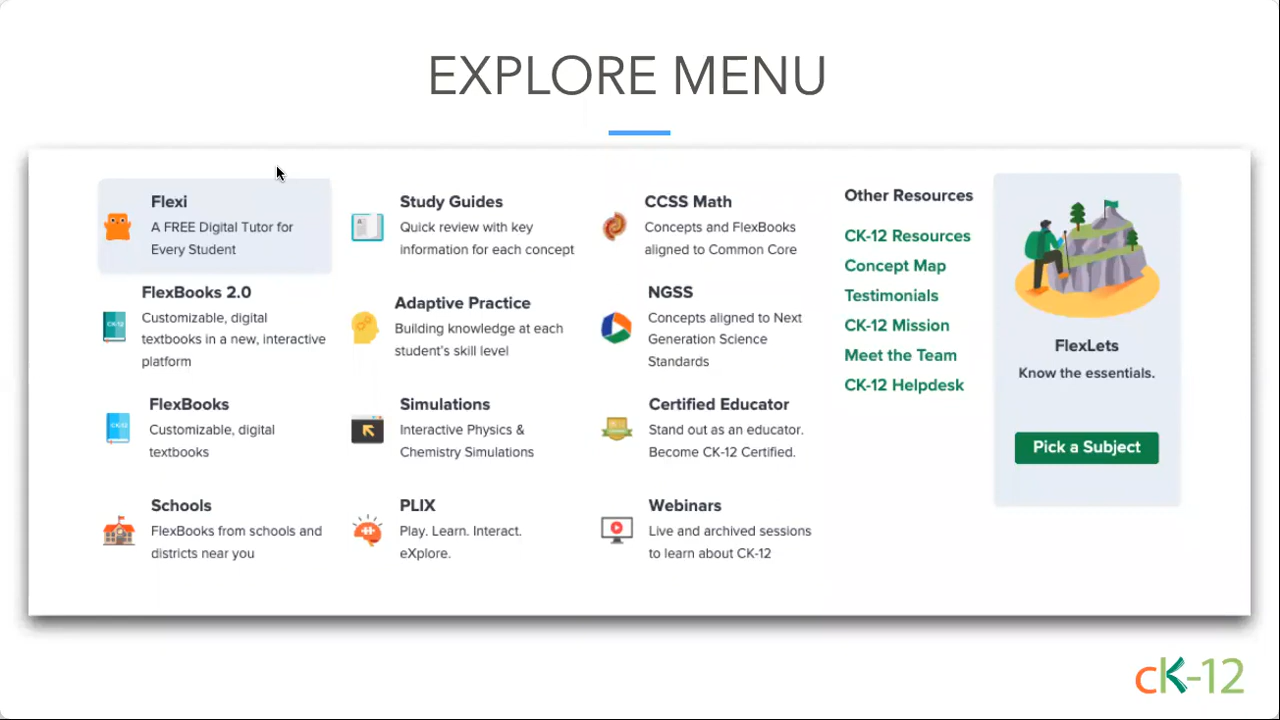 EXPLORE MENU
Flexi
A FREE Digital Tutor for
Every Student
FlexBooks 2.0
Customizable, digital
textbooks in a new, interactive
platform
FlexBooks
Customizable, digital
textbooks
Schools
FlexBooks from schools and
districts near you
Study Guides
Quick review with key
information for each concept
Adaptive Practice
Building knowledge at each
student's skill level
Simulations
Interactive Physics &
Chemistry Simulations
PLIX
Play. Learn. Interact.
eXplore.
CCSS Math
Concepts and FlexBooks
aligned to Common Core
NGSS
Concepts aligned to Next
Generation Science
Standards
Certified Educator
Stand out as an educator.
Become CK-12 Certified.
Webinars
Live and archived sessions
to learn about CK-12
Other Resources
CK-12 Resources
Concept Map
Testimonials
CK-12 Mission
Meet the Team
CK-12 Helpdesk
FlexLets
Know the essentials.
Pick a Subject
CK-12
CK-12
cK-12